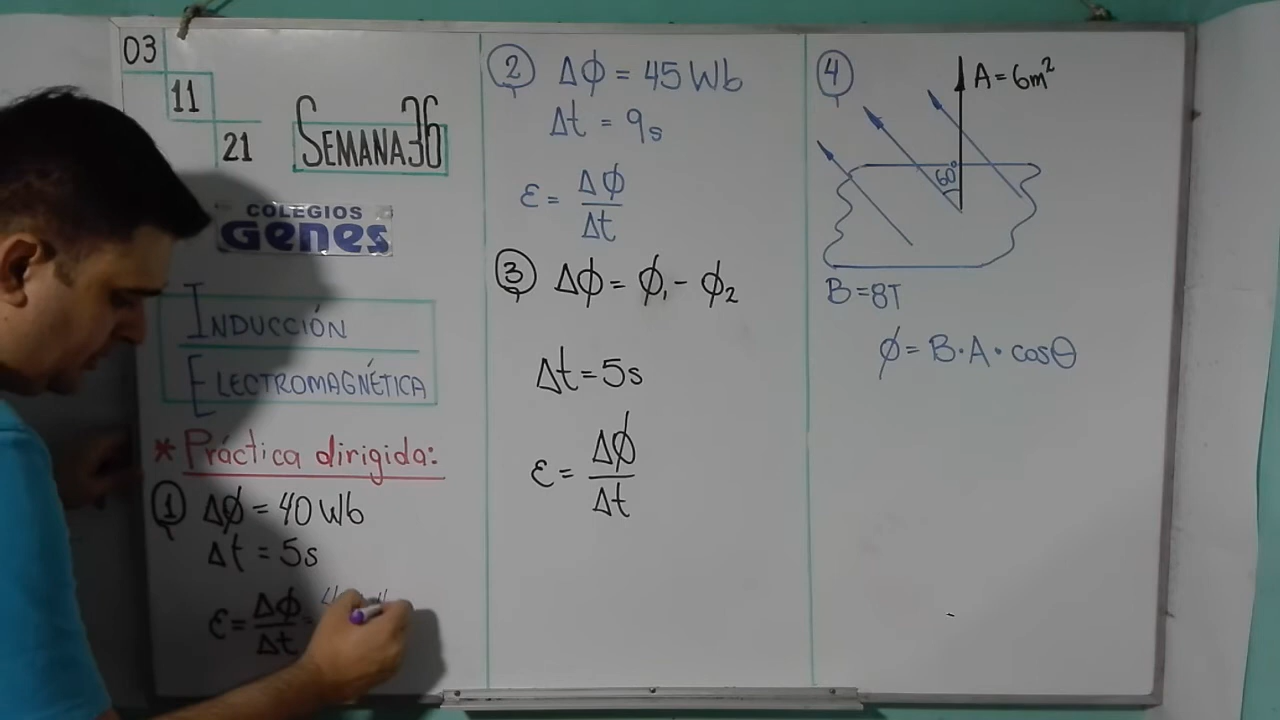 03
11
21
SEMANA 36
COLEGIOS
Genes
INDUCCIÓN
ELECTROMAGNÉTICA
* Práctica dirigida:
① Δϕ = 40 Wb
Δt = 5s
ε = Δϕ/Δt =
② Δϕ = 45 Wb
Δt = 9s
ε = Δϕ/Δt
③ Δϕ = ϕ₁ - ϕ₂
Δt = 5s
ε = Δϕ/Δt
④
A = 6m²
60°
B = 8T
ϕ = B·A·cosθ